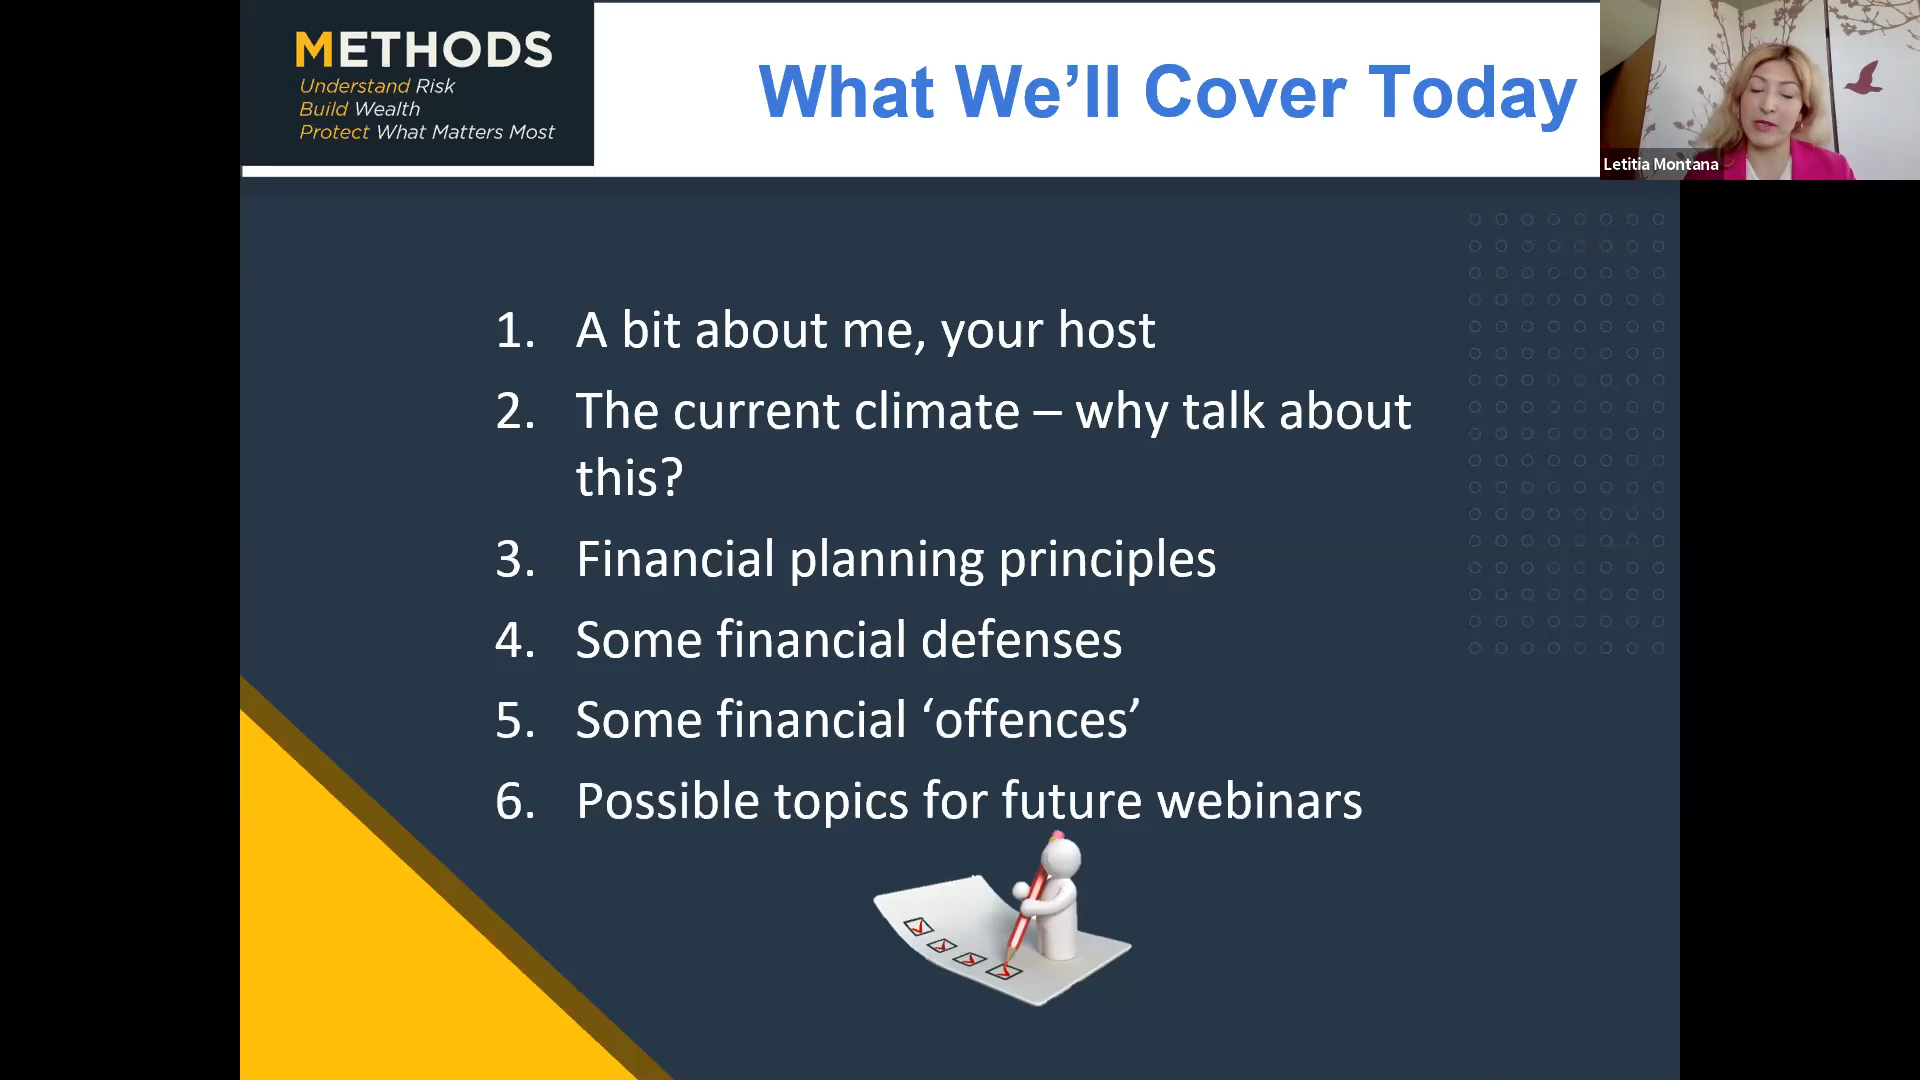 METHODS
Understand Risk
Build Wealth
Protect What Matters Most
What We’ll Cover Today
Letitia Montana
1. A bit about me, your host
2. The current climate – why talk about
this?
3. Financial planning principles
4. Some financial defenses
5. Some financial ‘offences’
6. Possible topics for future webinars